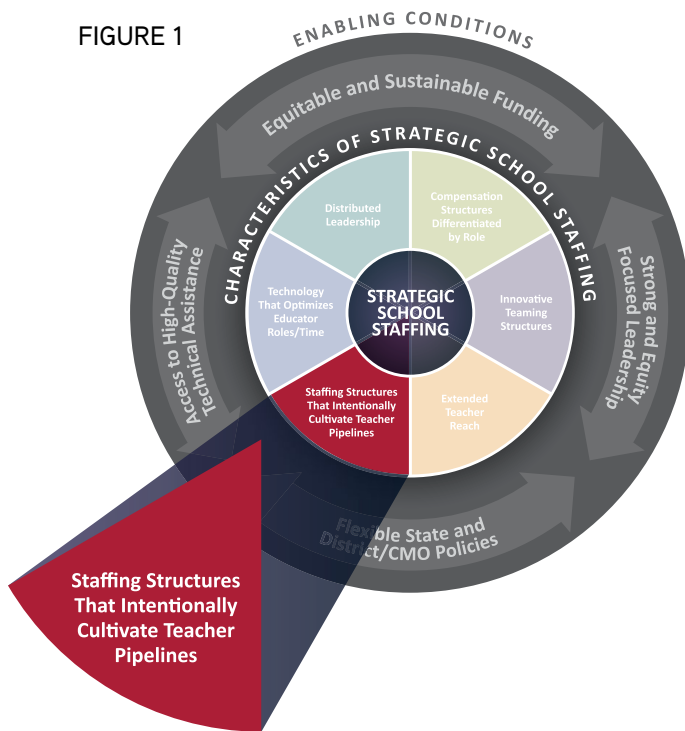 FIGURE 1
ENABLING CONDITIONS
Equitable and Sustainable Funding
CHARACTERISTICS OF STRATEGIC SCHOOL STAFFING
Distributed
Leadership
Compensation
Structures
Differentiated
by Role
Technology
That Optimizes
Educator
Roles/Time
STRATEGIC
SCHOOL
STAFFING
Innovative
Teaming
Structures
Staffing Structures
That Intentionally
Cultivate Teacher
Pipelines
Extended
Teacher
Reach
Access to High-Quality
Technical Assistance
Strong and Equity
Focused Leadership
Flexible State and
District/CMO Policies
Staffing Structures
That Intentionally
Cultivate Teacher
Pipelines